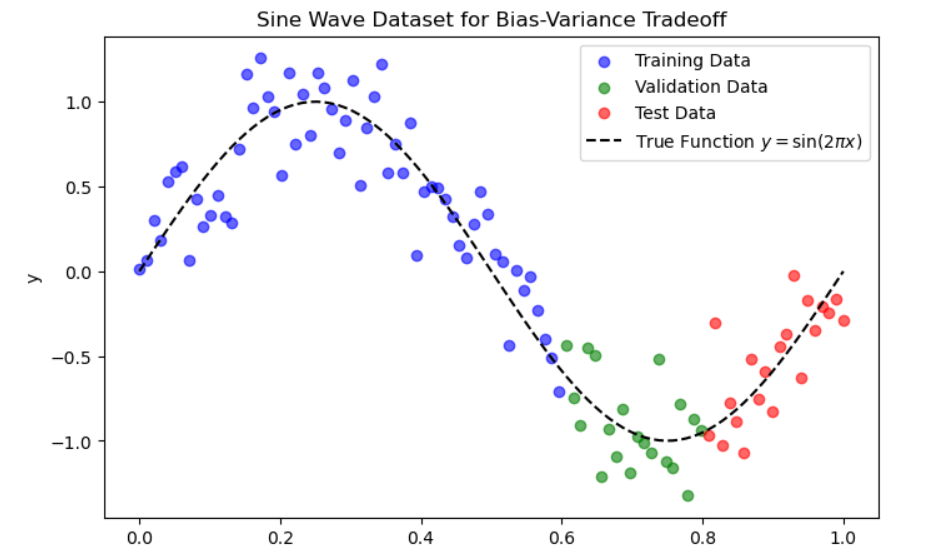 Sine Wave Dataset for Bias-Variance Tradeoff
Training Data
Validation Data
Test Data
True Function y = sin(2πx)
1.0
0.5
0.0
−0.5
−1.0
y
0.0 0.2 0.4 0.6 0.8 1.0